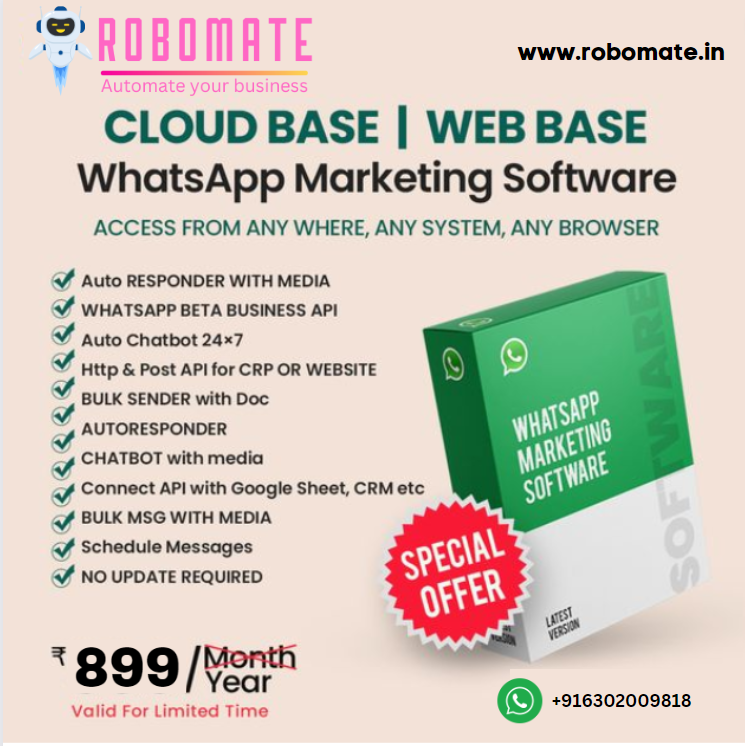 ROBOMATE
Automate your business
www.robomate.in
CLOUD BASE | WEB BASE
WhatsApp Marketing Software
ACCESS FROM ANY WHERE, ANY SYSTEM, ANY BROWSER
Auto RESPONDER WITH MEDIA
WHATSAPP BETA BUSINESS API
Auto Chatbot 24×7
Http & Post API for CRP OR WEBSITE
BULK SENDER with Doc
AUTORESPONDER
CHATBOT with media
Connect API with Google Sheet, CRM etc
BULK MSG WITH MEDIA
Schedule Messages
NO UPDATE REQUIRED
WHATSAPP
MARKETING
SOFTWARE
SOFTWARE
SPECIAL
OFFER
LATEST
VERSION
₹ 899/Month
Year
Valid For Limited Time
+916302009818